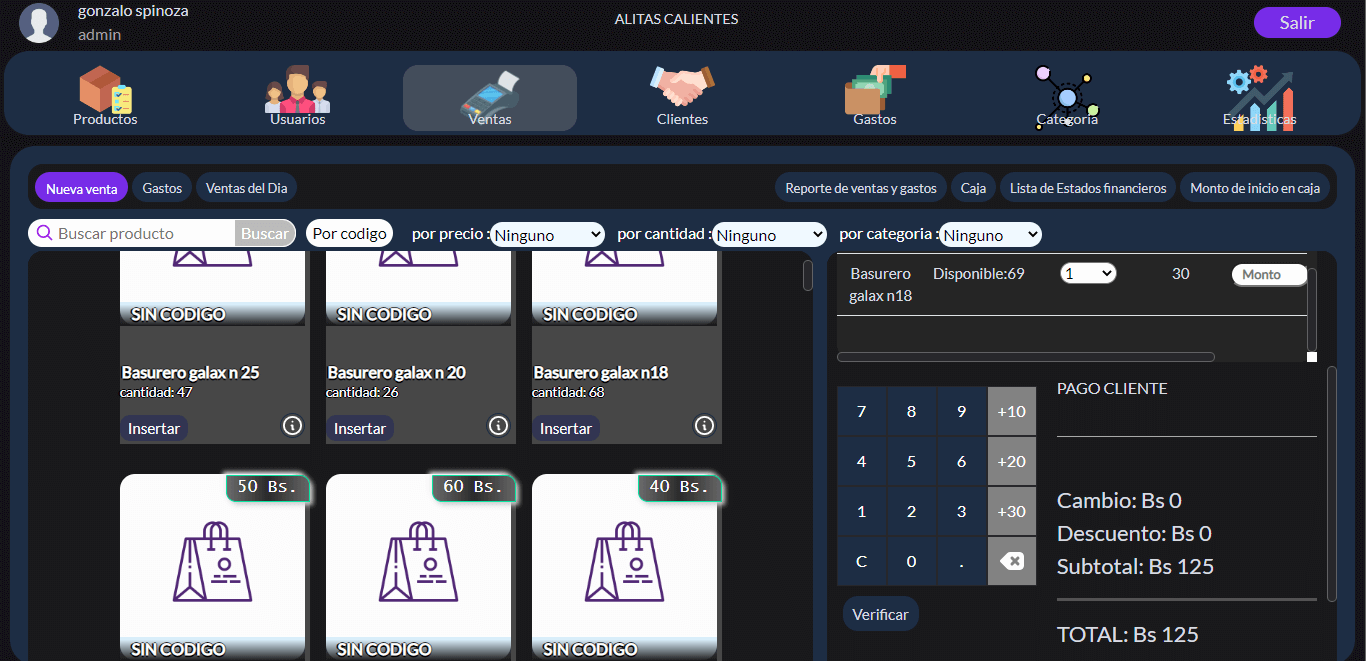 gonzalo spinoza
admin
ALITAS CALIENTES
Salir
Productos
Usuarios
Ventas
Clientes
Gastos
Categoria
Estadisticas
Nueva venta
Gastos
Ventas del Dia
Reporte de ventas y gastos
Caja
Lista de Estados financieros
Monto de inicio en caja
Buscar producto
Buscar
Por codigo
por precio :
Ninguno
por cantidad :
Ninguno
por categoria :
Ninguno
SIN CODIGO
SIN CODIGO
SIN CODIGO
Basurero galax n 25
cantidad: 47
Insertar
Basurero galax n 20
cantidad: 26
Insertar
Basurero galax n18
cantidad: 68
Insertar
50 Bs.
60 Bs.
40 Bs.
SIN CODIGO
SIN CODIGO
SIN CODIGO
Basurero
galax n18
Disponible:69
1
30
Monto
7 8 9 +10
4 5 6 +20
1 2 3 +30
C 0 .
Verificar
PAGO CLIENTE
Cambio: Bs 0
Descuento: Bs 0
Subtotal: Bs 125
TOTAL: Bs 125